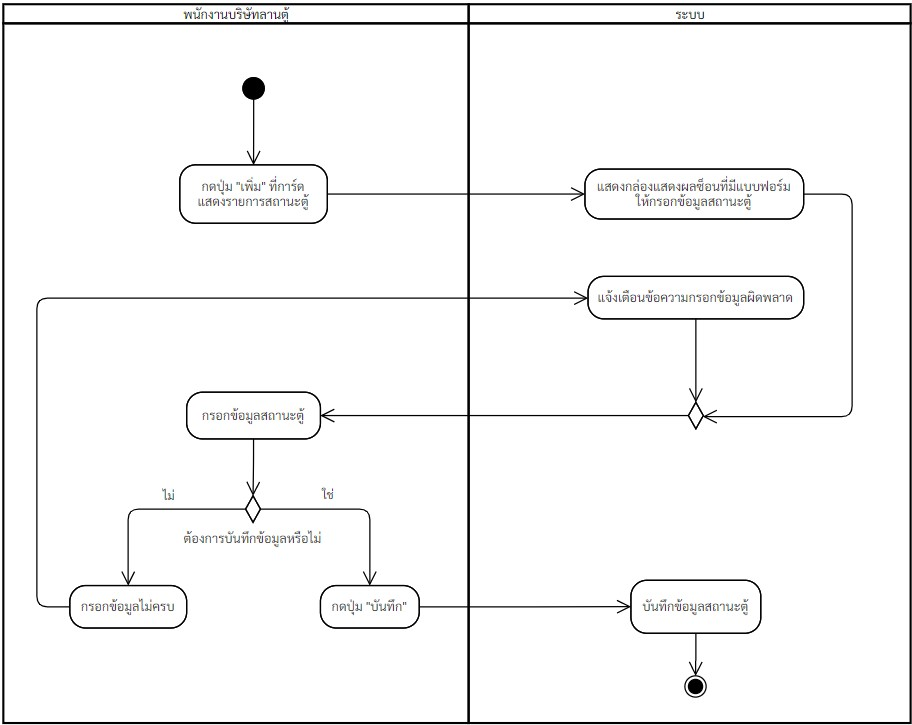 พนักงานบริษัทลานตู้
ระบบ
กดปุ่ม "เพิ่ม" ที่การ์ด
แสดงรายการสถานะตู้
แสดงกล่องแสดงผลซ็อนที่มีแบบฟอร์ม
ให้กรอกข้อมูลสถานะตู้
แจ้งเตือนข้อความกรอกข้อมูลผิดพลาด
กรอกข้อมูลสถานะตู้
ไม่
ใช่
ต้องการบันทึกข้อมูลหรือไม่
กรอกข้อมูลไม่ครบ
กดปุ่ม "บันทึก"
บันทึกข้อมูลสถานะตู้